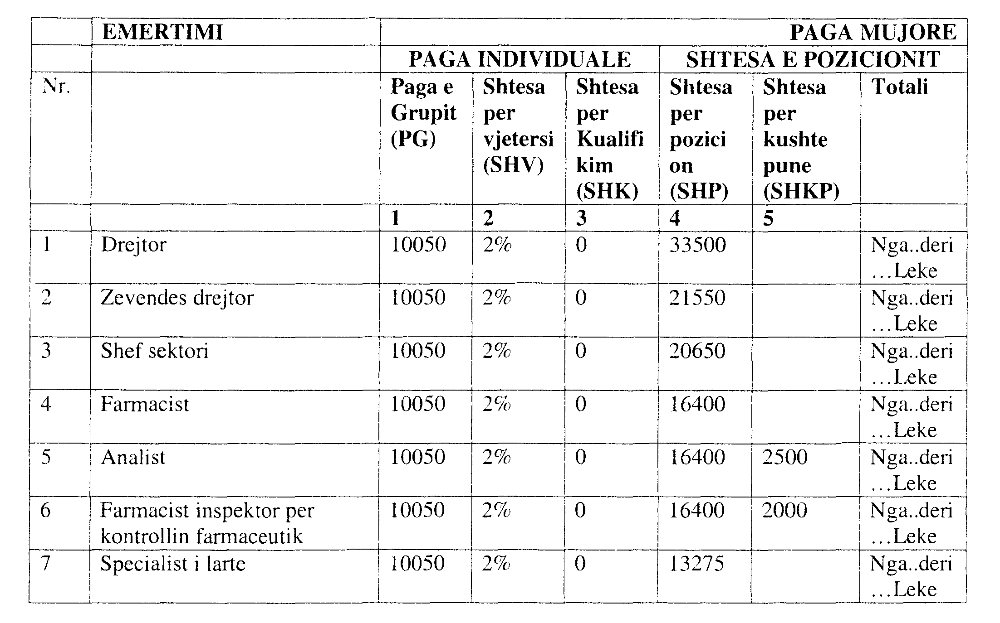 EMERTIMI PAGA MUJORE
PAGA INDIVIDUALE SHTESA E POZICIONIT
Nr. Paga e Shtesa Shtesa Shtesa Shtesa Totali
Grupit per per per per
(PG) vjetersi Kualifi pozici kushte
(SHV) kim on pune
(SHK) (SHP) (SHKP)
1 2 3 4 5
1 Drejtor 10050 2% 0 33500 Nga..deri
...Leke
2 Zevendes drejtor 10050 2% 0 21550 Nga..deri
...Leke
3 Shef sektori 10050 2% 0 20650 Nga..deri
...Leke
4 Farmacist 10050 2% 0 16400 Nga..deri
...Leke
5 Analist 10050 2% 0 16400 2500 Nga..deri
...Leke
6 Farmacist inspektor per 10050 2% 0 16400 2000 Nga..deri
kontrollin farmaceutik ...Leke
7 Specialist i larte 10050 2% 0 13275 Nga..deri
...Leke